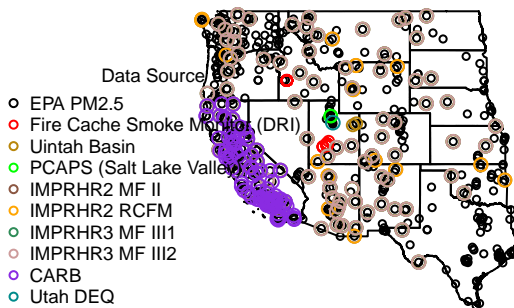 Data Source
EPA PM2.5
Fire Cache Smoke Monitor (DRI)
Uintah Basin
PCAPS (Salt Lake Valley)
IMPRHR2 MF II
IMPRHR2 RCFM
IMPRHR3 MF III1
IMPRHR3 MF III2
CARB
Utah DEQ